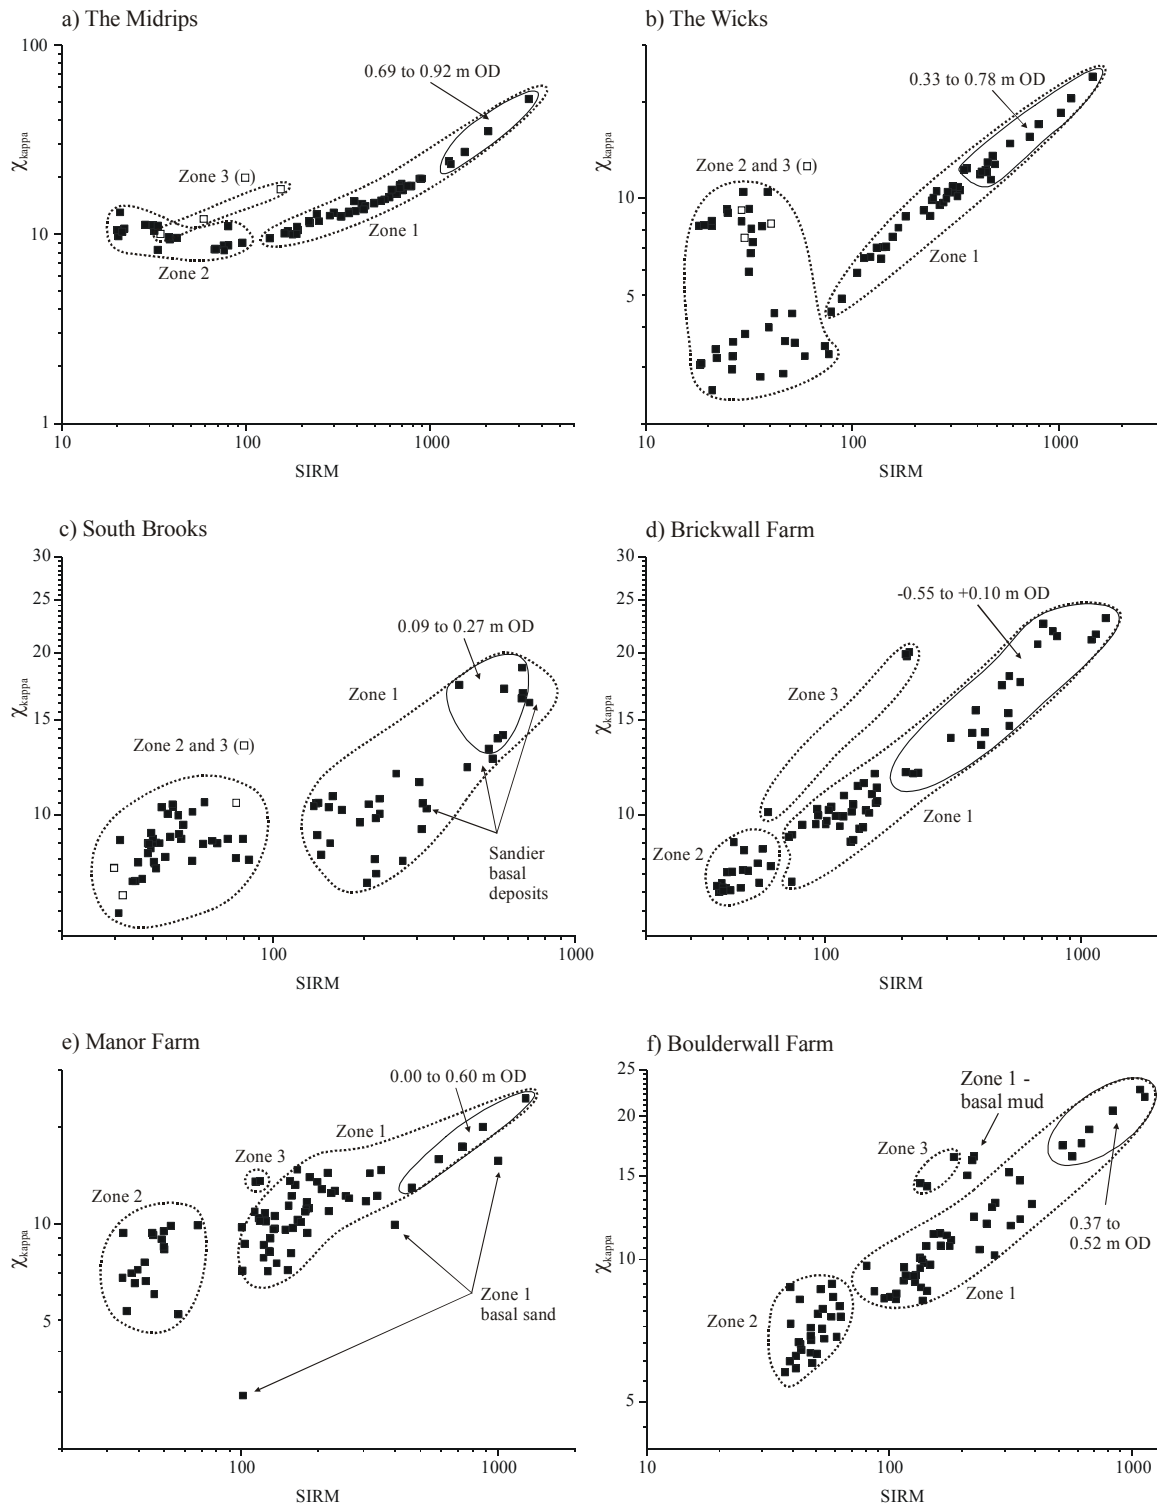 a) The Midrips
100
10
1
χkappa
0.69 to 0.92 m OD
Zone 3 (□)
Zone 1
Zone 2
10
100
1000
SIRM
b) The Wicks
10
5
χkappa
0.33 to 0.78 m OD
Zone 2 and 3 (□)
Zone 1
10
100
1000
SIRM
c) South Brooks
30
25
20
15
10
χkappa
0.09 to 0.27 m OD
Zone 1
Zone 2 and 3 (□)
Sandier
basal
deposits
100
1000
SIRM
d) Brickwall Farm
30
25
20
15
10
χkappa
-0.55 to +0.10 m OD
Zone 3
Zone 1
Zone 2
100
1000
SIRM
e) Manor Farm
10
5
χkappa
0.00 to 0.60 m OD
Zone 1
Zone 3
Zone 2
Zone 1
basal sand
100
1000
SIRM
f) Boulderwall Farm
25
20
15
10
5
χkappa
Zone 1 -
basal mud
Zone 3
0.37 to
0.52 m OD
Zone 1
Zone 2
10
100
1000
SIRM